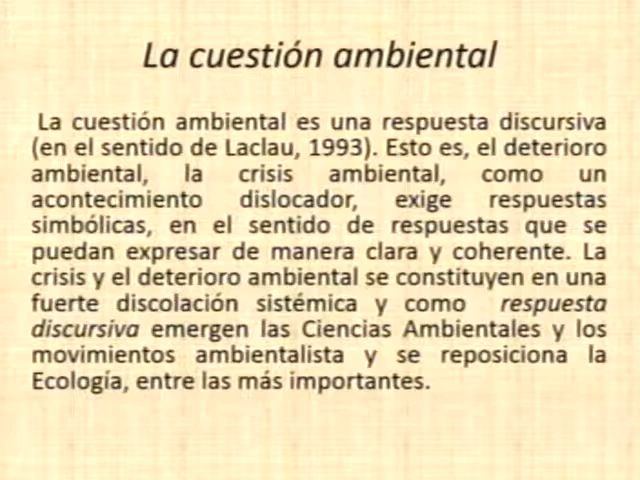 La cuestión ambiental
La cuestión ambiental es una respuesta discursiva
(en el sentido de Laclau, 1993). Esto es, el deterioro
ambiental, la crisis ambiental, como un
acontecimiento dislocador, exige respuestas
simbólicas, en el sentido de respuestas que se
puedan expresar de manera clara y coherente. La
crisis y el deterioro ambiental se constituyen en una
fuerte discolación sistémica y como respuesta
discursiva emergen las Ciencias Ambientales y los
movimientos ambientalista y se reposiciona la
Ecología, entre las más importantes.